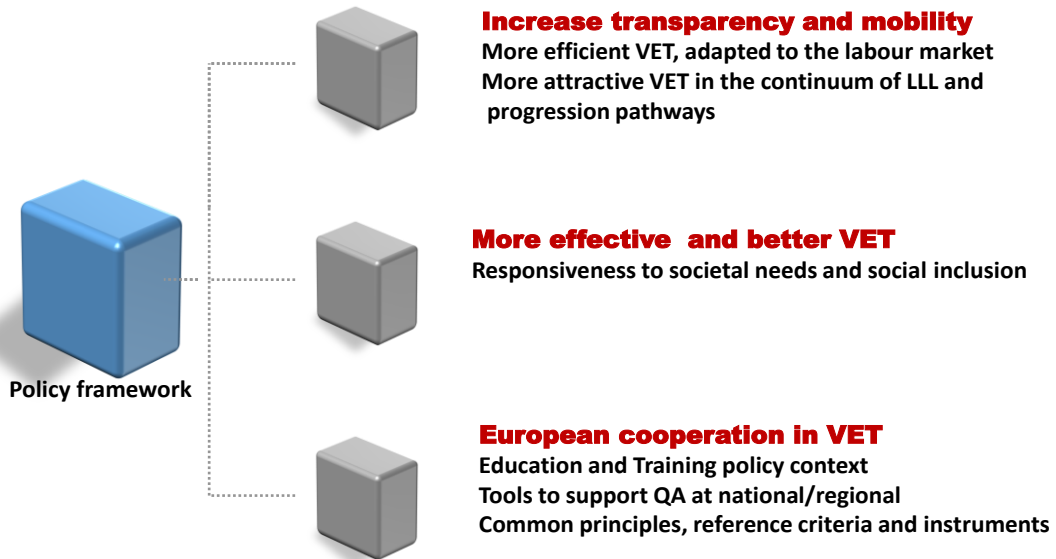 Increase transparency and mobility
More efficient VET, adapted to the labour market
More attractive VET in the continuum of LLL and
progression pathways
More effective and better VET
Responsiveness to societal needs and social inclusion
Policy framework
European cooperation in VET
Education and Training policy context
Tools to support QA at national/regional
Common principles, reference criteria and instruments